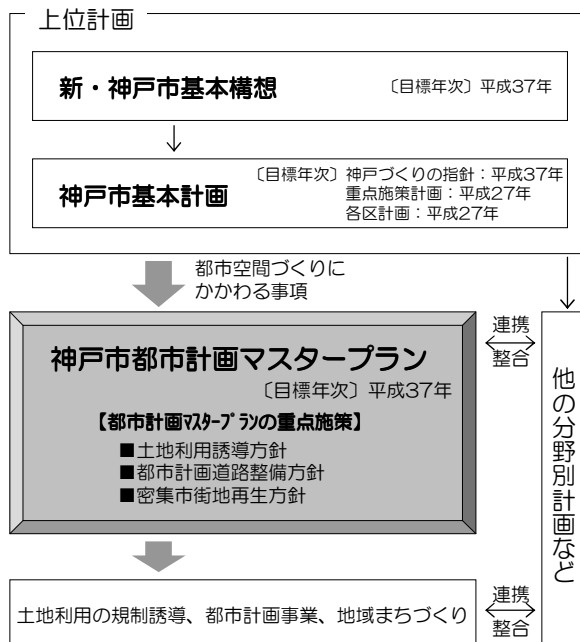 上位計画
新・神戸市基本構想
〔目標年次〕平成37年
神戸市基本計画
〔目標年次〕神戸づくりの指針：平成37年
重点施策計画：平成27年
各区計画：平成27年
都市空間づくりに
かかわる事項
神戸市都市計画マスタープラン
〔目標年次〕平成37年
【都市計画ﾏｽﾀｰﾌﾟﾗﾝの重点施策】
■土地利用誘導方針
■都市計画道路整備方針
■密集市街地再生方針
連携
整合
他の分野別計画など
土地利用の規制誘導、都市計画事業、地域まちづくり
連携
整合